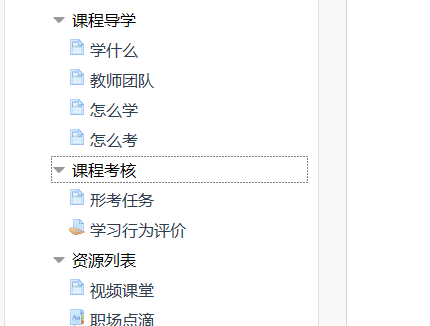 课程导学
学什么
教师团队
怎么学
怎么考
课程考核
形考任务
学习行为评价
资源列表
视频课堂
职场点滴